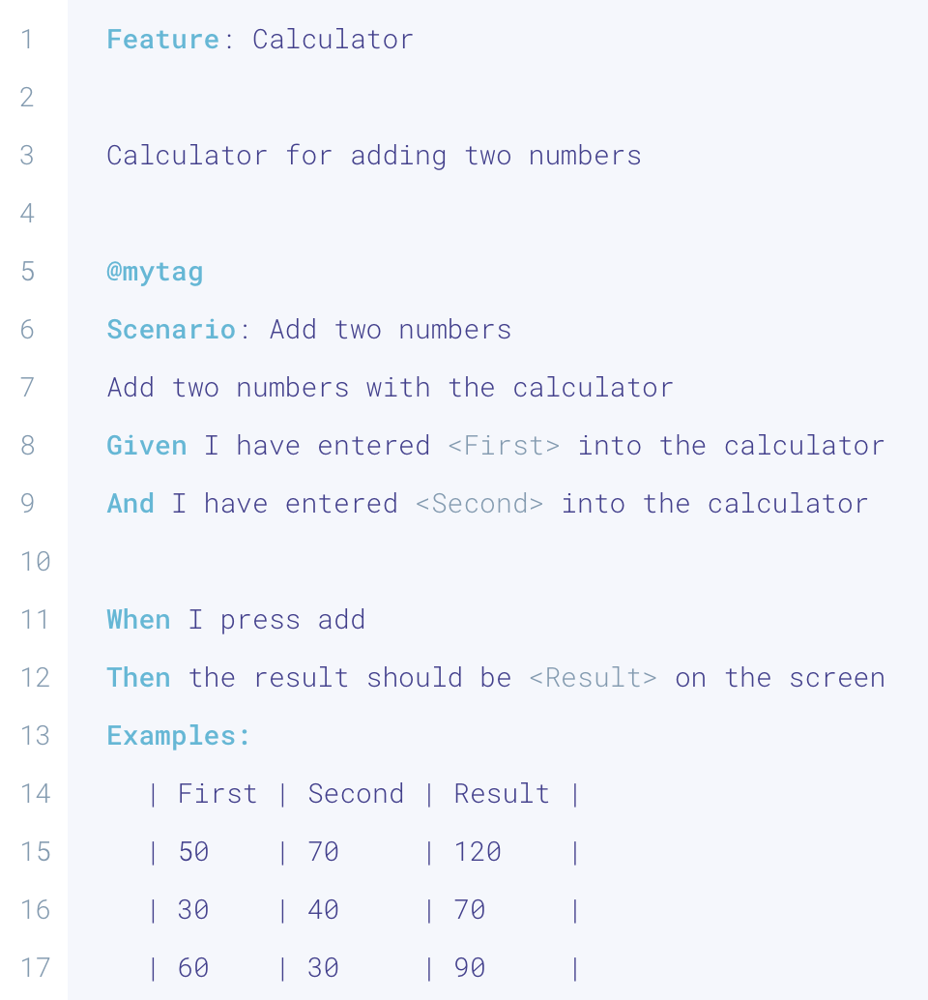 1 Feature: Calculator
2
3 Calculator for adding two numbers
4
5 @mytag
6 Scenario: Add two numbers
7 Add two numbers with the calculator
8 Given I have entered <First> into the calculator
9 And I have entered <Second> into the calculator
10
11 When I press add
12 Then the result should be <Result> on the screen
13 Examples:
14 | First | Second | Result |
15 | 50 | 70 | 120 |
16 | 30 | 40 | 70 |
17 | 60 | 30 | 90 |